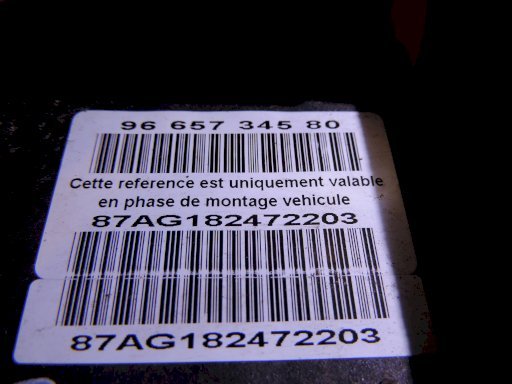 96 657 345 80
Cette reference est uniquement valable
en phase de montage vehicule
87AG182472203
87AG182472203